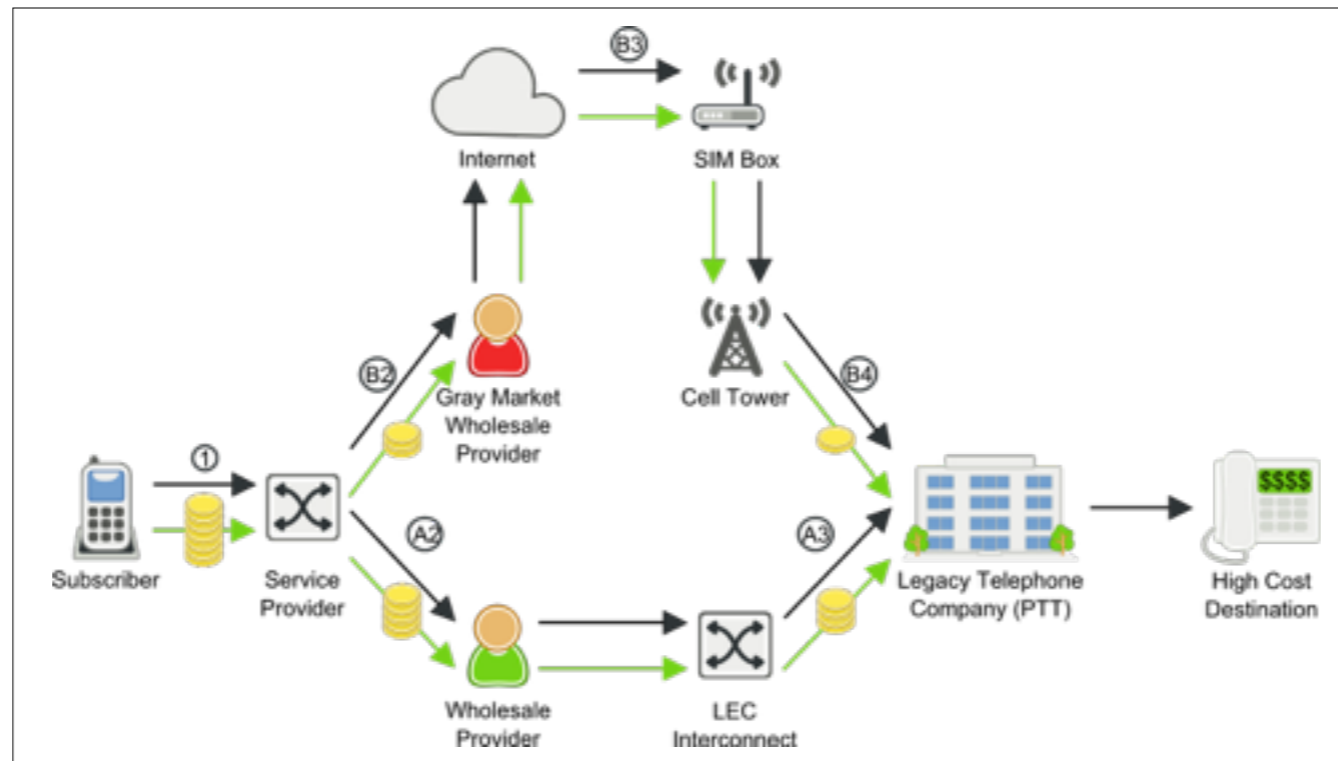 B3
Internet
SIM Box
B2
Gray Market
Wholesale
Provider
Cell Tower
B4
1
Subscriber
Service
Provider
A2
A3
$$$$
Legacy Telephone
Company (PTT)
High Cost
Destination
Wholesale
Provider
LEC
Interconnect